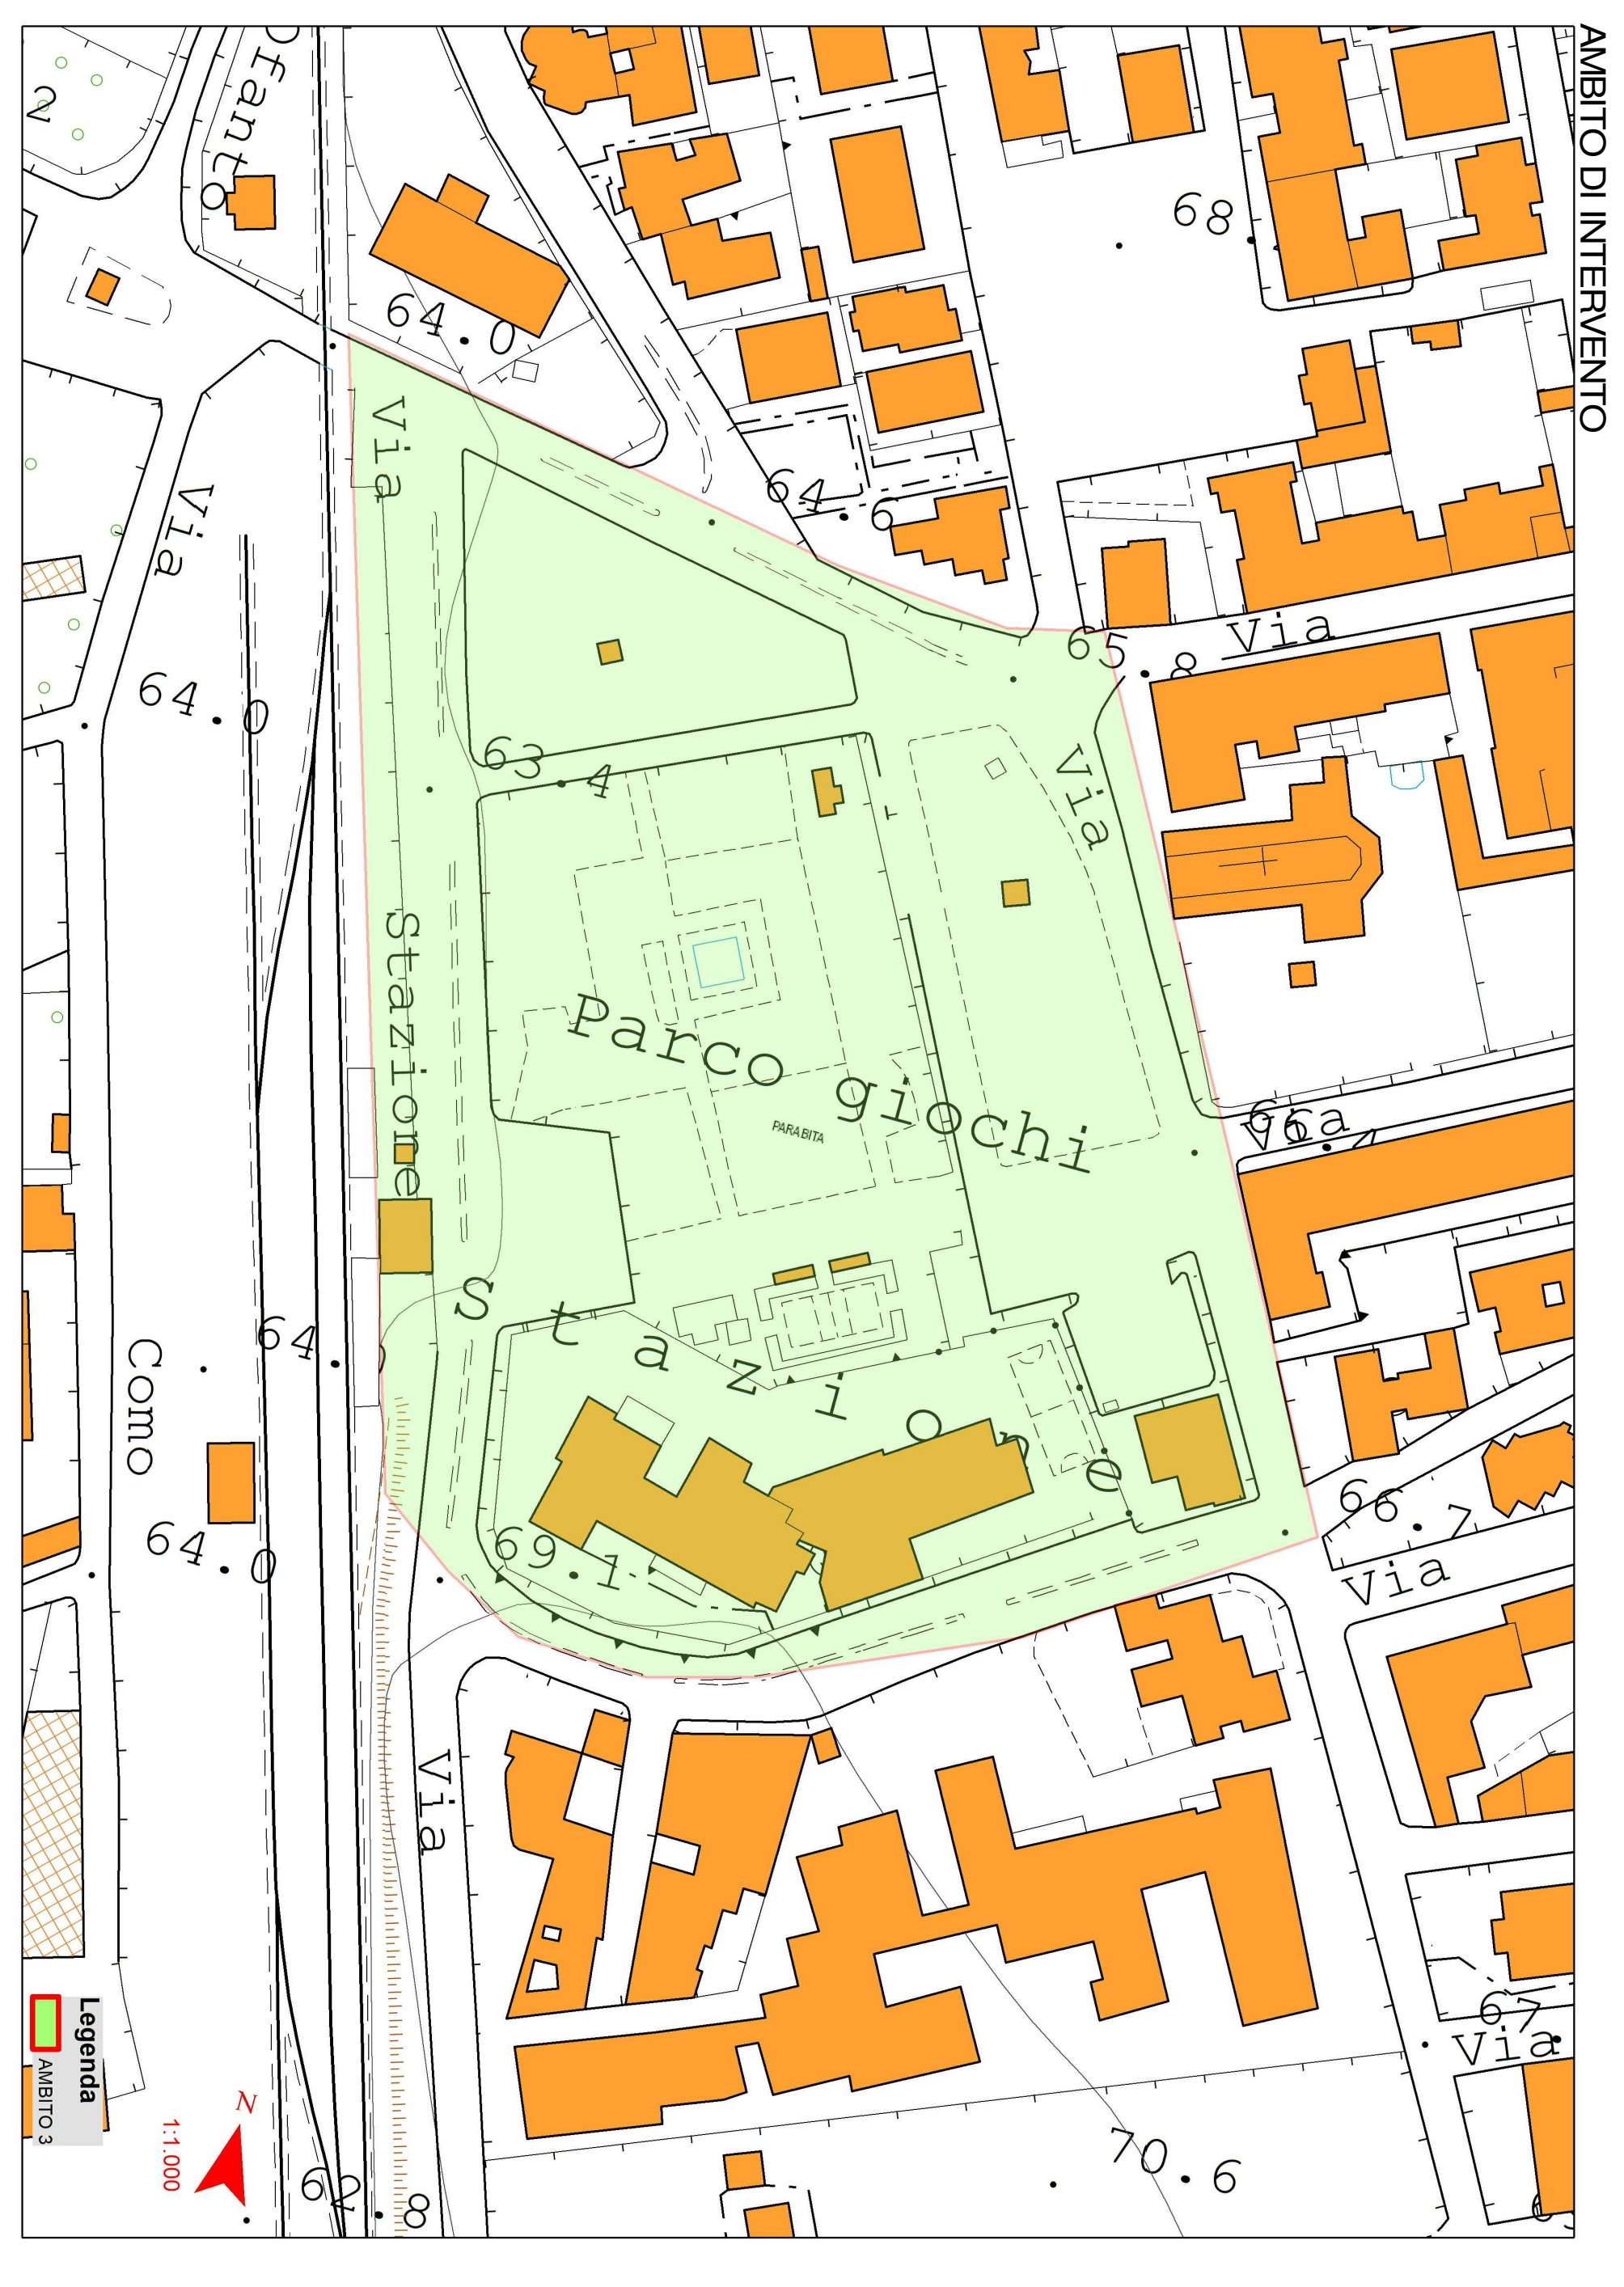 AMBITO DI INTERVENTO
Ofanto
2
68
64.0
64.6
Via
Via
65.8
Via
64.0
63.4
Via
Stazione
Parco giochi
PARABITA
66.4
Via
Stazione
64.0
Como
64.0
69.1
66.7
Via
Via
67
Via
70.6
62.8
Legenda
AMBITO 3
N
1:1.000